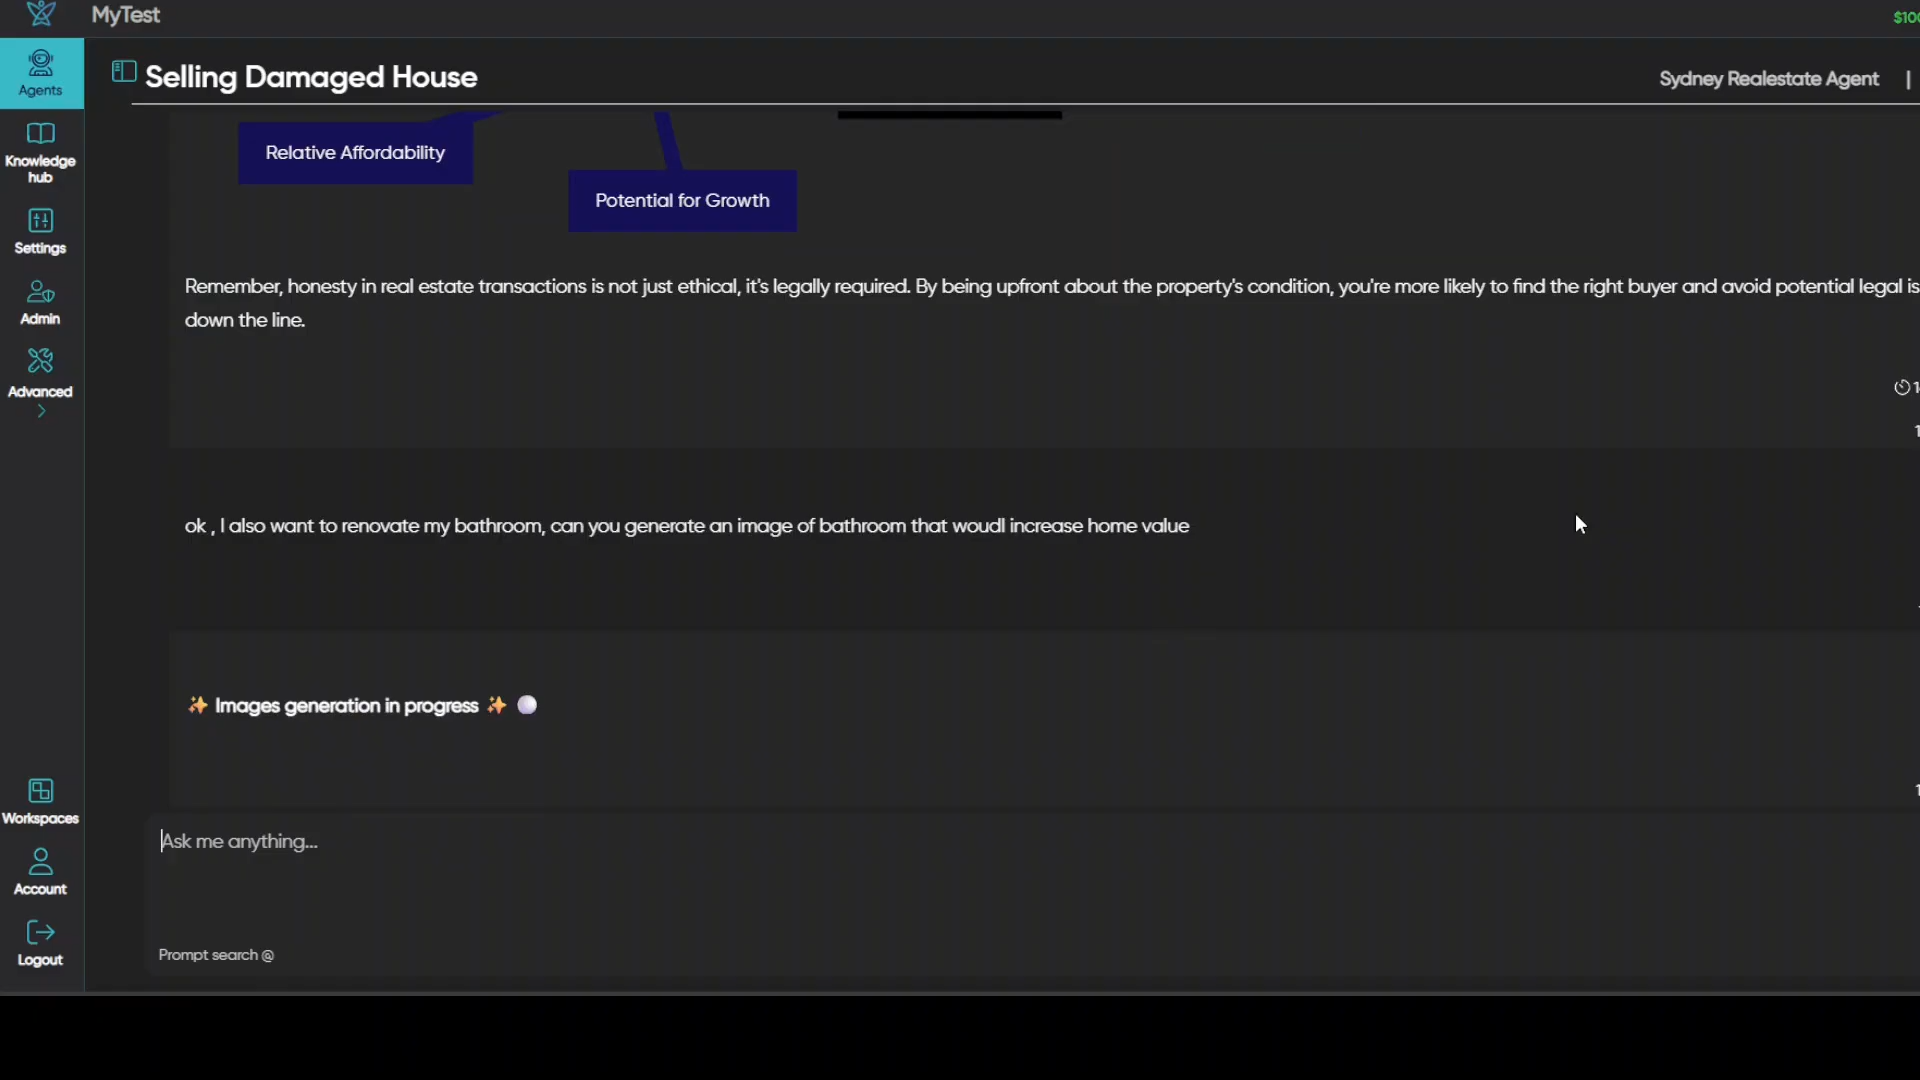 MyTest
$100
Agents
Selling Damaged House
Sydney Realestate Agent |
Relative Affordability
Knowledge
hub
Potential for Growth
Settings
Remember, honesty in real estate transactions is not just ethical, it's legally required. By being upfront about the property's condition, you're more likely to find the right buyer and avoid potential legal is
down the line.
Admin
Advanced
ok , I also want to renovate my bathroom, can you generate an image of bathroom that woudl increase home value
✨ Images generation in progress ✨
Workspaces
Ask me anything...
Account
Prompt search @
Logout